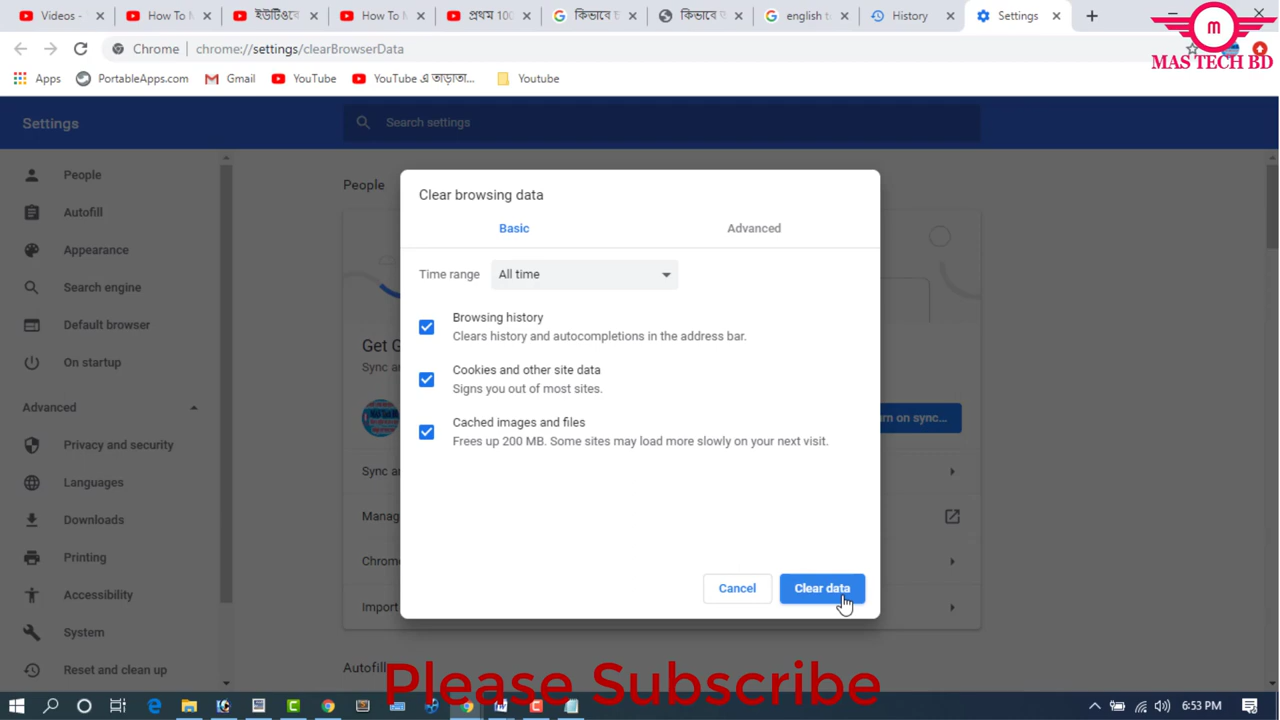 Videos -
How To M
ইউটিউবে
How To M
প্রথম 10
কিভাবে
কিভাবে
english t
History
Settings
Chrome | chrome://settings/clearBrowserData
M
MAS TECH BD
Apps
PortableApps.com
Gmail
YouTube
YouTube এ তাড়াতা...
Youtube
Settings
Search settings
People
Autofill
Appearance
Search engine
Default browser
On startup
Advanced
Privacy and security
Languages
Downloads
Printing
Accessibility
System
Reset and clean up
People
Get G
Sync a
urn on sync...
Sync a
Manag
Chrom
Import
Autofill
Clear browsing data
Basic
Advanced
Time range
All time
Browsing history
Clears history and autocompletions in the address bar.
Cookies and other site data
Signs you out of most sites.
Cached images and files
Frees up 200 MB. Some sites may load more slowly on your next visit.
Cancel
Clear data
Please Subscribe
6:53 PM